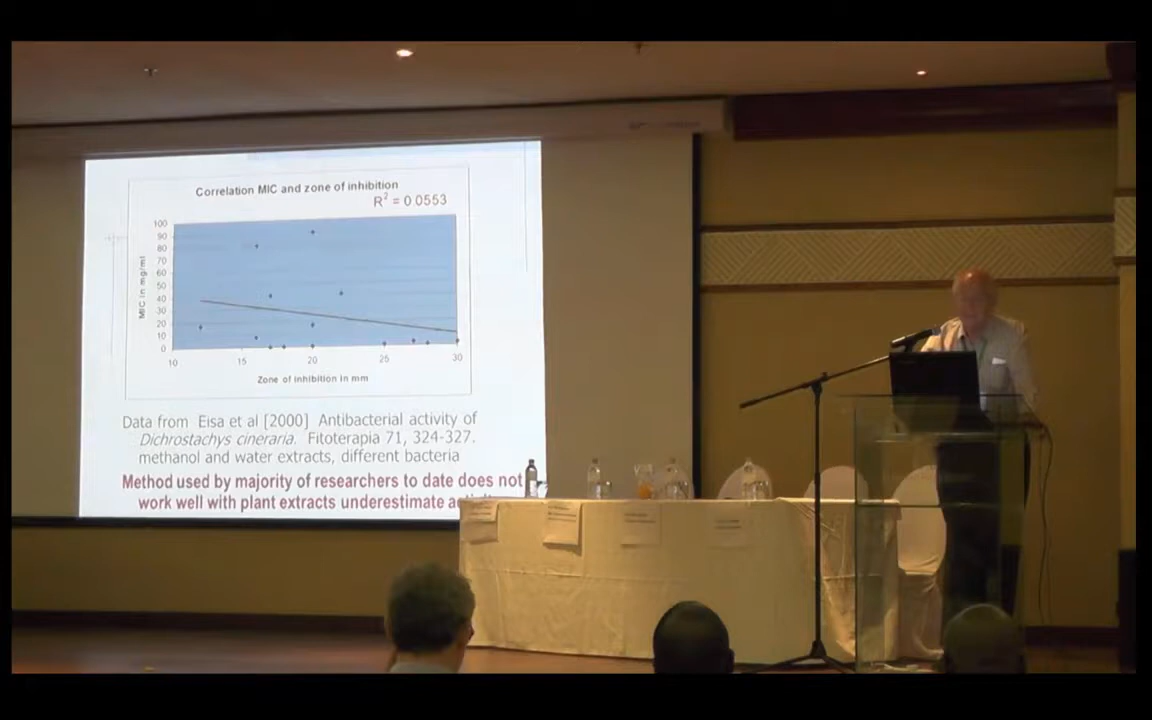 Correlation MIC and zone of inhibition
R² = 0.0553
100
90
80
70
60
50
40
30
20
10
0
MIC in mg/ml
10 15 20 25 30
Zone of inhibition in mm
Data from Eisa et al [2000] Antibacterial activity of
Dichrostachys cineraria. Fitoterapia 71, 324-327.
methanol and water extracts, different bacteria
Method used by majority of researchers to date does not
work well with plant extracts underestimate